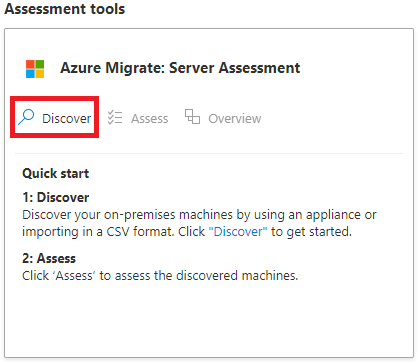 Assessment tools
Azure Migrate: Server Assessment
Discover Assess Overview
Quick start
1: Discover
Discover your on-premises machines by using an appliance or
importing in a CSV format. Click "Discover" to get started.
2: Assess
Click ‘Assess’ to assess the discovered machines.